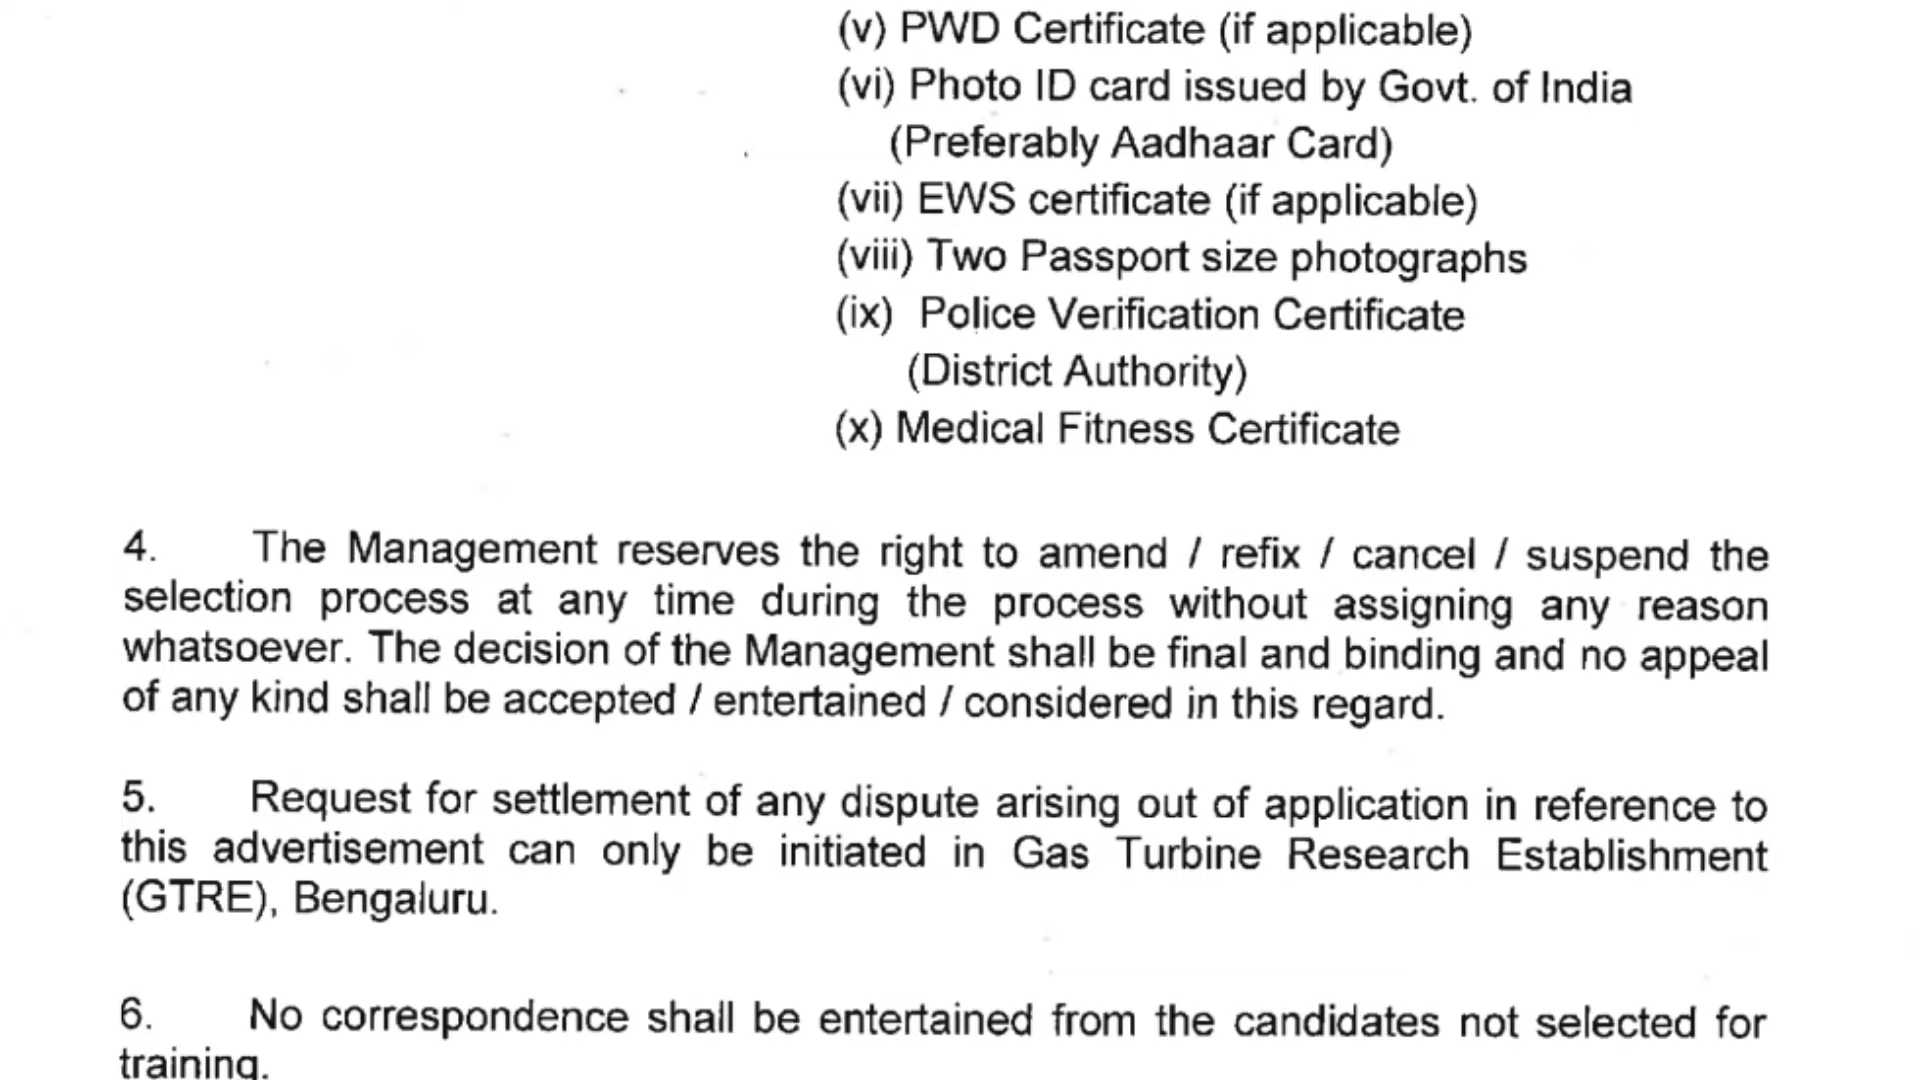 (v) PWD Certificate (if applicable)
(vi) Photo ID card issued by Govt. of India
(Preferably Aadhaar Card)
(vii) EWS certificate (if applicable)
(viii) Two Passport size photographs
(ix) Police Verification Certificate
(District Authority)
(x) Medical Fitness Certificate
4. The Management reserves the right to amend / refix / cancel / suspend the
selection process at any time during the process without assigning any reason
whatsoever. The decision of the Management shall be final and binding and no appeal
of any kind shall be accepted / entertained / considered in this regard.
5. Request for settlement of any dispute arising out of application in reference to
this advertisement can only be initiated in Gas Turbine Research Establishment
(GTRE), Bengaluru.
6. No correspondence shall be entertained from the candidates not selected for
training.